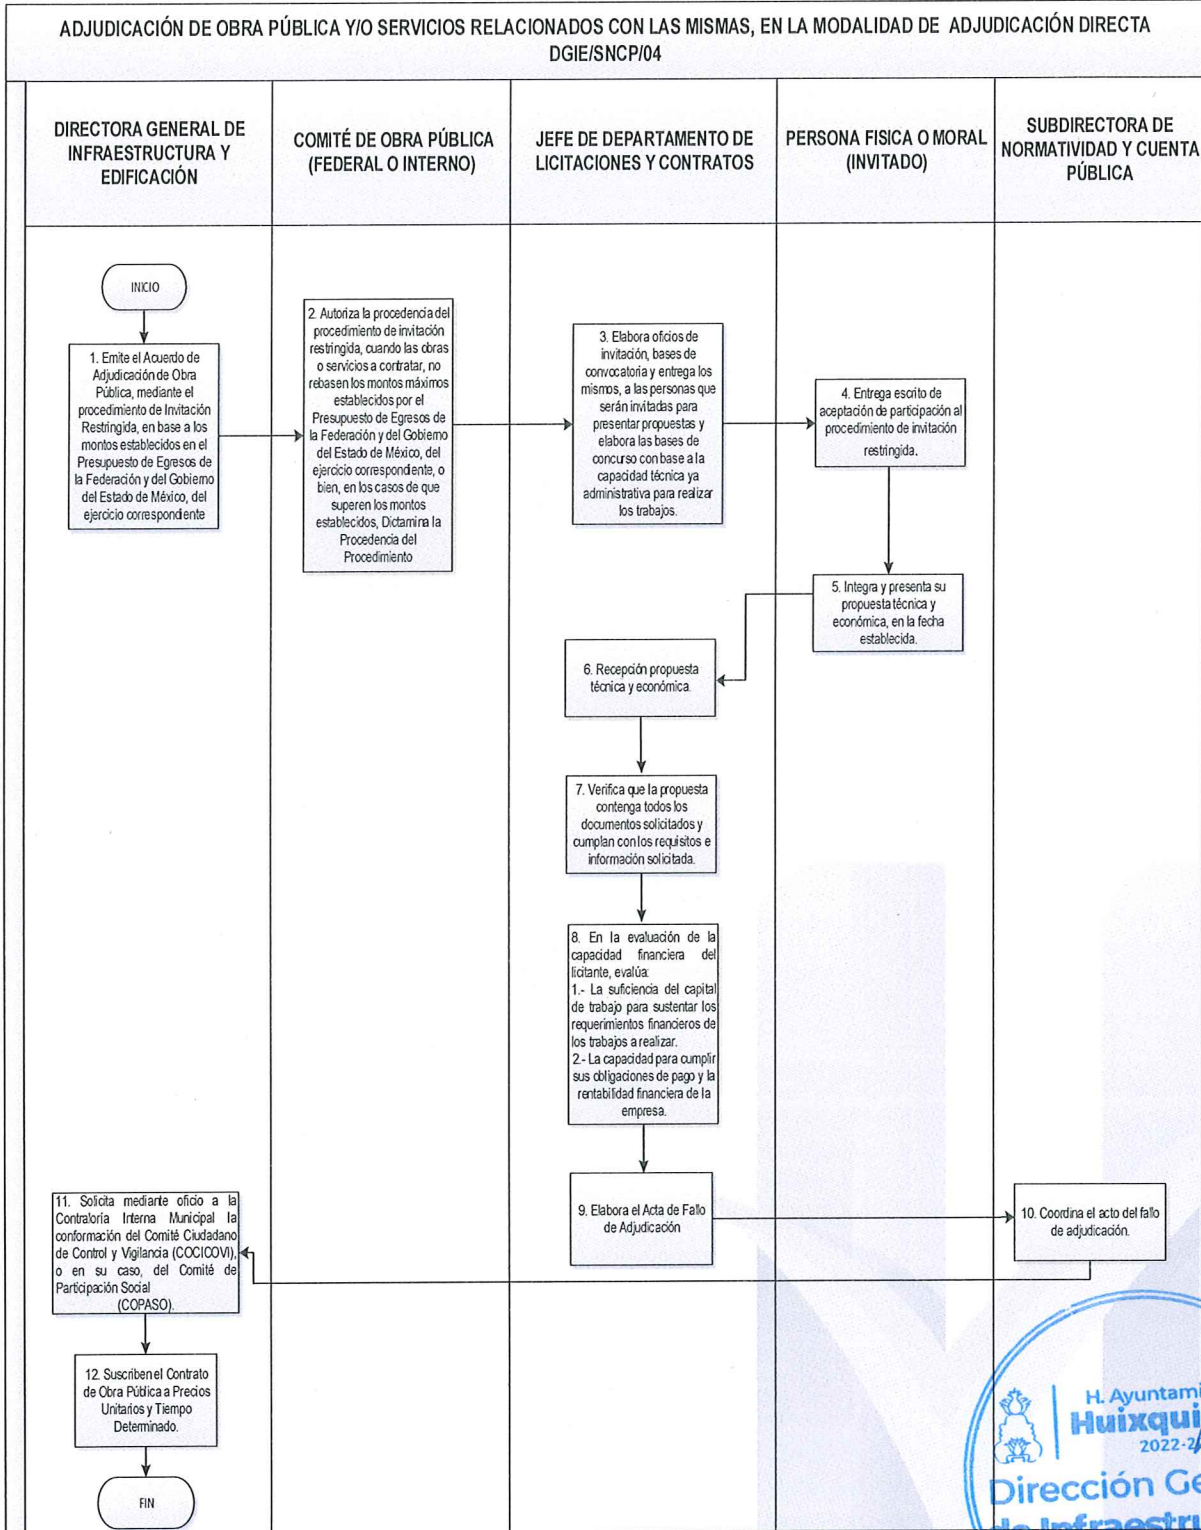 ADJUDICACIÓN DE OBRA PÚBLICA Y/O SERVICIOS RELACIONADOS CON LAS MISMAS, EN LA MODALIDAD DE ADJUDICACIÓN DIRECTA
DGIE/SNCP/04
DIRECTORA GENERAL DE
INFRAESTRUCTURA Y
EDIFICACIÓN
COMITÉ DE OBRA PÚBLICA
(FEDERAL O INTERNO)
JEFE DE DEPARTAMENTO DE
LICITACIONES Y CONTRATOS
PERSONA FISICA O MORAL
(INVITADO)
SUBDIRECTORA DE
NORMATIVIDAD Y CUENTA
PÚBLICA
INICIO
1. Emite el Acuerdo de
Adjudicación de Obra
Pública, mediante el
procedimiento de Invitación
Restringida, en base a los
montos establecidos en el
Presupuesto de Egresos de
la Federación y del Gobierno
del Estado de México, del
ejercicio correspondiente
2. Autoriza la procedencia del
procedimiento de invitación
restringida, cuando las obras
o servicios a contratar, no
rebasen los montos máximos
establecidos por el
Presupuesto de Egresos de
la Federación y del Gobierno
del Estado de México, del
ejercicio correspondiente, o
bien, en los casos de que
superen los montos
establecidos, Dictamina la
Procedencia del
Procedimiento
3. Elabora oficios de
invitación, bases de
convocatoria y entrega los
mismos, a las personas que
serán invitadas para
presentar propuestas y
elabora las bases de
concurso con base a la
capacidad técnica ya
administrativa para realizar
los trabajos.
4. Entrega escrito de
aceptación de participación al
procedimiento de invitación
restringida.
5. Integra y presenta su
propuesta técnica y
económica, en la fecha
establecida.
6. Recepción propuesta
técnica y económica.
7. Verifica que la propuesta
contenga todos los
documentos solicitados y
cumplan con los requisitos e
información solicitada.
8. En la evaluación de la
capacidad financiera del
licitante, evalúa:
1.- La suficiencia del capital
de trabajo para sustentar los
requerimientos financieros de
los trabajos a realizar.
2.- La capacidad para cumplir
sus obligaciones de pago y la
rentabilidad financiera de la
empresa.
9. Elabora el Acta de Fallo
de Adjudicación
10. Coordina el acto del fallo
de adjudicación.
11. Solicita mediante oficio a la
Contraloría Interna Municipal la
conformación del Comité Ciudadano
de Control y Vigilancia (COCICOVI),
o en su caso, del Comité de
Participación Social
(COPASO).
12. Suscriben el Contrato
de Obra Pública a Precios
Unitarios y Tiempo
Determinado.
FIN
H. Ayuntami
Huixqui
2022-2
Dirección Ge
de Infraestru